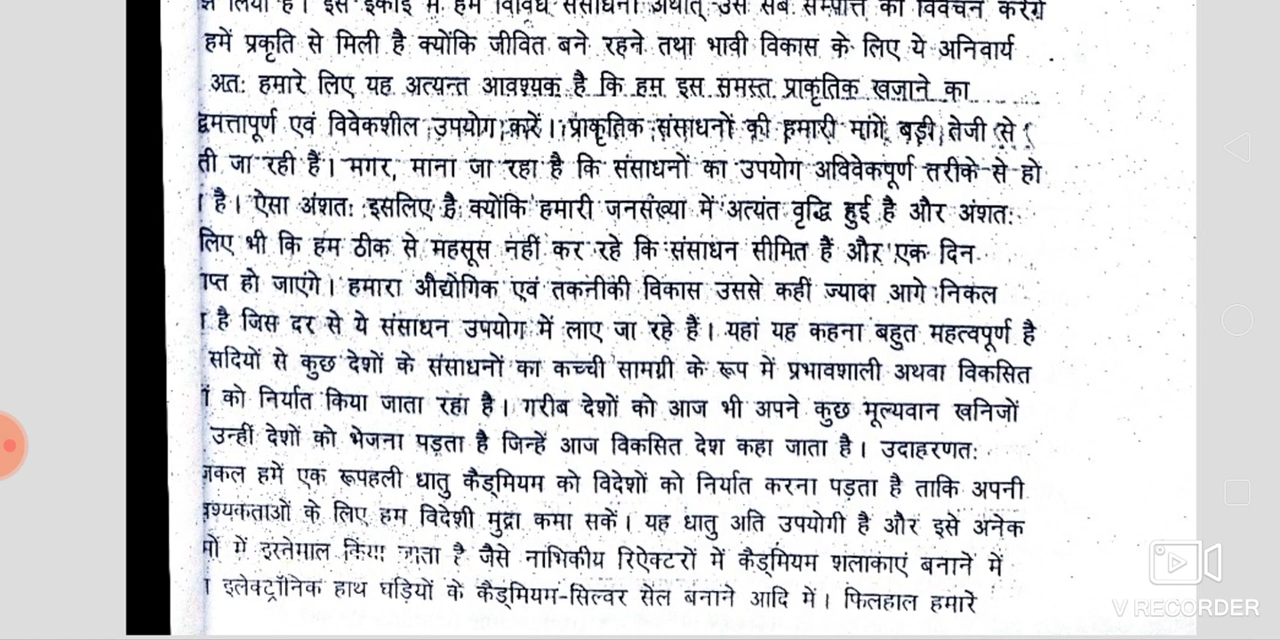 लिया है। इस इकाई में हम विविध संसाधनों अर्थात् उस सब सम्पत्ति का विवेचन करेंगे
हमें प्रकृति से मिली है क्योंकि जीवित बने रहने तथा भावी विकास के लिए ये अनिवार्य
अतः हमारे लिए यह अत्यन्त आवश्यक है कि हम इस समस्त प्राकृतिक खज़ाने का
द्वमत्तापूर्ण एवं विवेकशील उपयोग करें। प्राकृतिक संसाधनों की हमारी मांगें बड़ी तेजी से
ती जा रही हैं। मगर, माना जा रहा है कि संसाधनों का उपयोग अविवेकपूर्ण तरीके से हो
है। ऐसा अंशतः इसलिए है क्योंकि हमारी जनसंख्या में अत्यंत वृद्धि हुई है और अंशतः
लिए भी कि हम ठीक से महसूस नहीं कर रहे कि संसाधन सीमित हैं और एक दिन
प्त हो जाएंगे। हमारा औद्योगिक एवं तकनीकी विकास उससे कहीं ज्यादा आगे निकल
है जिस दर से ये संसाधन उपयोग में लाए जा रहे हैं। यहां यह कहना बहुत महत्वपूर्ण है
सदियों से कुछ देशों के संसाधनों का कच्ची सामग्री के रूप में प्रभावशाली अथवा विकसित
को निर्यात किया जाता रहा है। गरीब देशों को आज भी अपने कुछ मूल्यवान खनिजों
उन्हीं देशों को भेजना पड़ता है जिन्हें आज विकसित देश कहा जाता है। उदाहरणतः
जकल हमें एक रूपहली धातु कैड्मियम को विदेशों को निर्यात करना पड़ता है ताकि अपनी
वश्यकताओं के लिए हम विदेशी मुद्रा कमा सकें। यह धातु अति उपयोगी है और इसे अनेक
मों में इस्तेमाल किया जाता है जैसे नाभिकीय रिऐक्टरों में कैड्मियम शलाकाएं बनाने में
इलेक्ट्रॉनिक हाथ घड़ियों के कैड्मियम-सिल्वर सेल बनाने आदि में। फिलहाल हमारे
V RECORDER